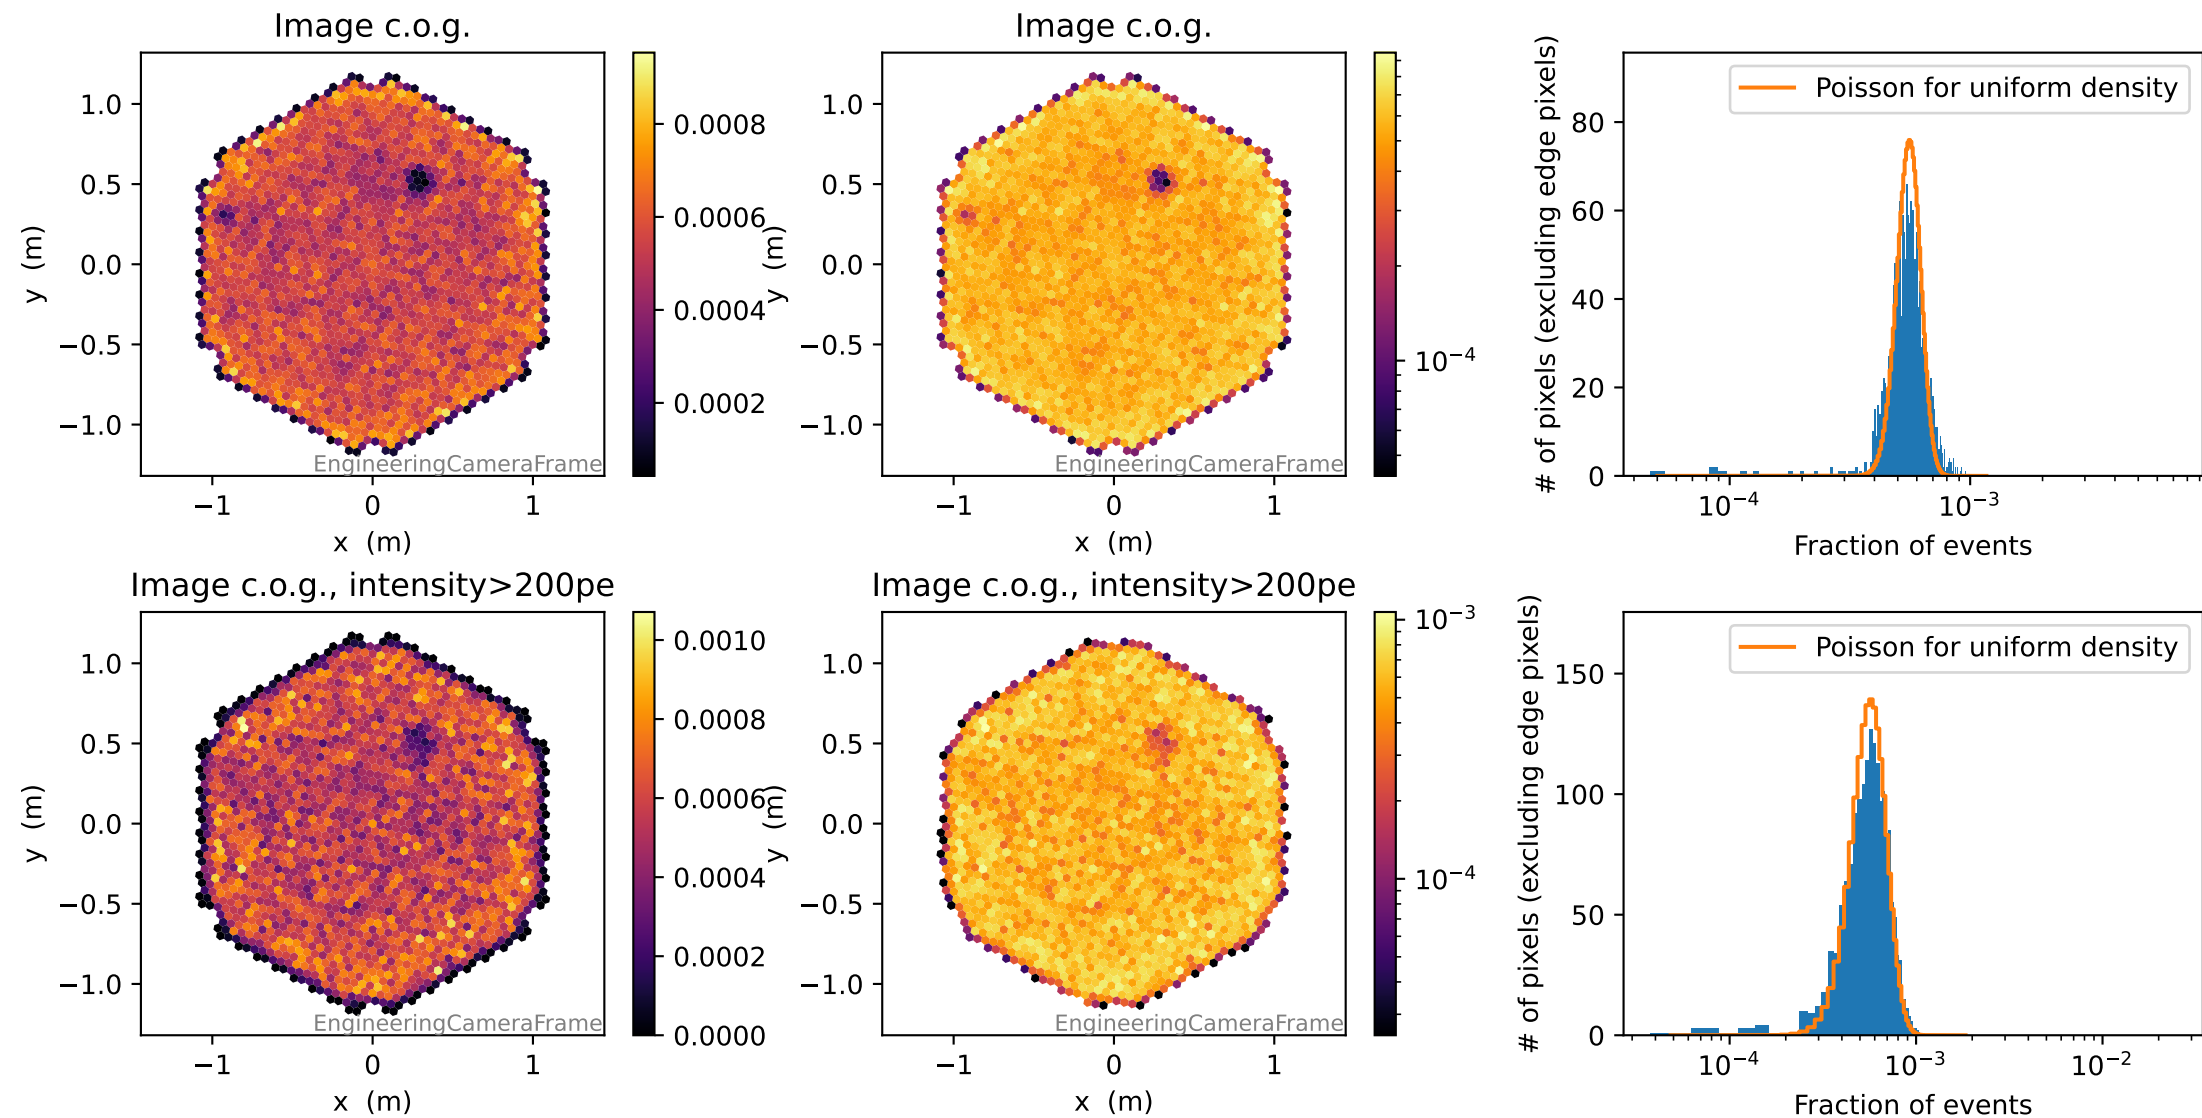 Image c.o.g.
1.0
0.5
0.0
−0.5
−1.0
y (m)
−1
0
1
x (m)
EngineeringCameraFrame
0.0008
0.0006
0.0004
0.0002
Image c.o.g.
1.0
0.5
0.0
−0.5
−1.0
y (m)
−1
0
1
x (m)
EngineeringCameraFrame
10⁻⁴
Poisson for uniform density
80
60
40
20
0
# of pixels (excluding edge pixels)
10⁻⁴
10⁻³
Fraction of events
Image c.o.g., intensity>200pe
1.0
0.5
0.0
−0.5
−1.0
y (m)
−1
0
1
x (m)
EngineeringCameraFrame
0.0010
0.0008
0.0006
0.0004
0.0002
0.0000
Image c.o.g., intensity>200pe
1.0
0.5
0.0
−0.5
−1.0
y (m)
−1
0
1
x (m)
EngineeringCameraFrame
10⁻³
10⁻⁴
Poisson for uniform density
150
100
50
0
# of pixels (excluding edge pixels)
10⁻⁴
10⁻³
10⁻²
Fraction of events